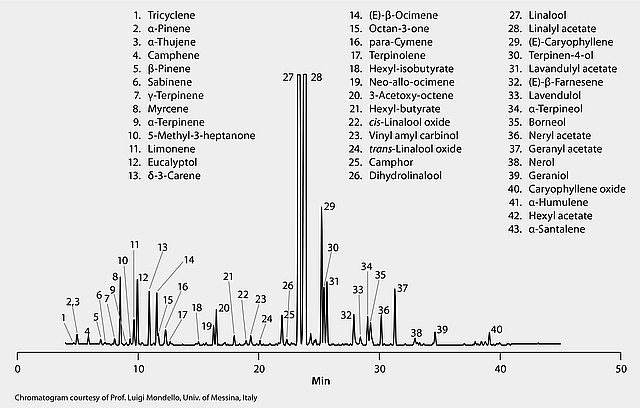 1. Tricyclene
2. α-Pinene
3. α-Thujene
4. Camphene
5. β-Pinene
6. Sabinene
7. γ-Terpinene
8. Myrcene
9. α-Terpinene
10. 5-Methyl-3-heptanone
11. Limonene
12. Eucalyptol
13. δ-3-Carene
14. (E)-β-Ocimene
15. Octan-3-one
16. para-Cymene
17. Terpinolene
18. Hexyl-isobutyrate
19. Neo-allo-ocimene
20. 3-Acetoxy-octene
21. Hexyl-butyrate
22. cis-Linalool oxide
23. Vinyl amyl carbinol
24. trans-Linalool oxide
25. Camphor
26. Dihydrolinalool
27. Linalool
28. Linalyl acetate
29. (E)-Caryophyllene
30. Terpinen-4-ol
31. Lavandulyl acetate
32. (E)-β-Farnesene
33. Lavendulol
34. α-Terpineol
35. Borneol
36. Neryl acetate
37. Geranyl acetate
38. Nerol
39. Geraniol
40. Caryophyllene oxide
41. α-Humulene
42. Hexyl acetate
43. α-Santalene
1
2,3
4
5
6
7
8
9
10
11
12
13
14
15
16
17
18
19
20
21
22
23
24
25
26
27
28
29
30
31
32
33
34
35
36
37
38
39
40
0 10 20 30 40 50
Min
Chromatogram courtesy of Prof. Luigi Mondello, Univ. of Messina, Italy